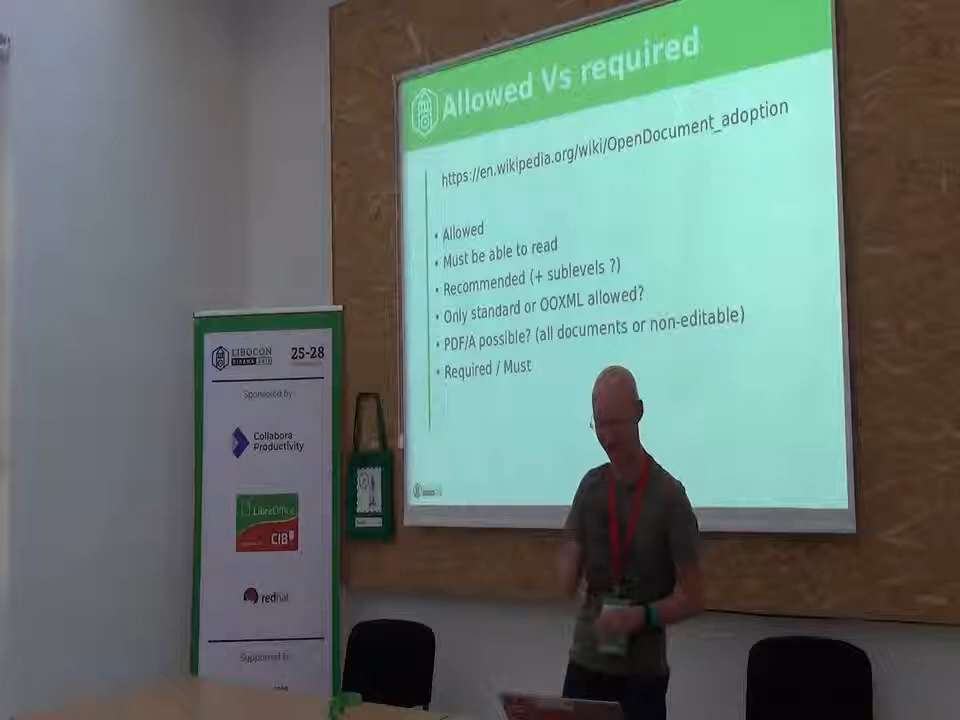 Allowed Vs required
https://en.wikipedia.org/wiki/OpenDocument_adoption
• Allowed
• Must be able to read
• Recommended (+ sublevels ?)
• Only standard or OOXML allowed?
• PDF/A possible? (all documents or non-editable)
• Required / Must
LIBOCON
25-28
Sponsored by
Collabora
Productivity
LibreOffice
CIB
redhat
Supported b